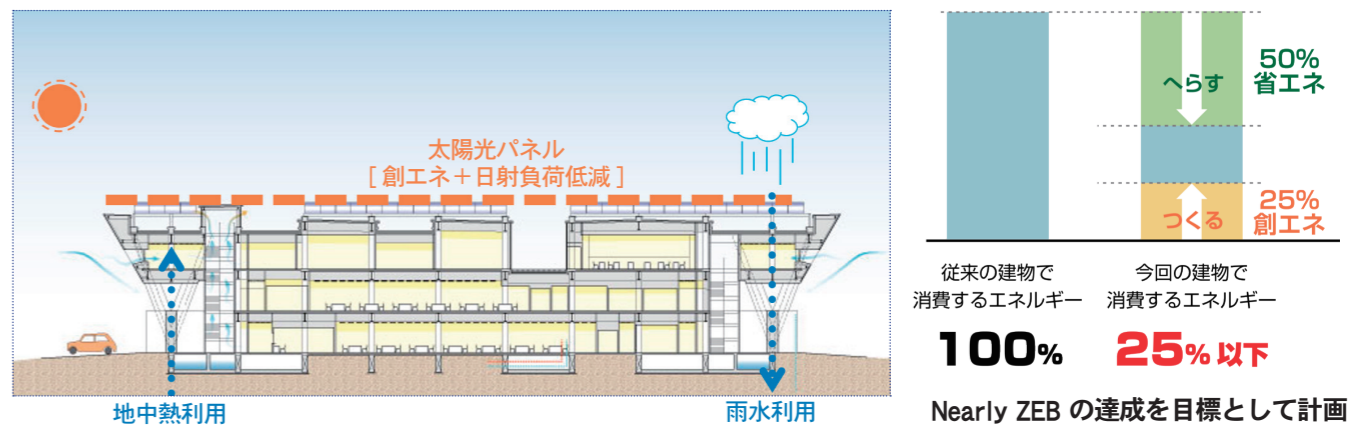 太陽光パネル
[ 創エネ＋日射負荷低減 ]
地中熱利用
雨水利用
へらす
50%
省エネ
つくる
25%
創エネ
従来の建物で
消費するエネルギー
100%
今回の建物で
消費するエネルギー
25% 以下
Nearly ZEB の達成を目標として計画